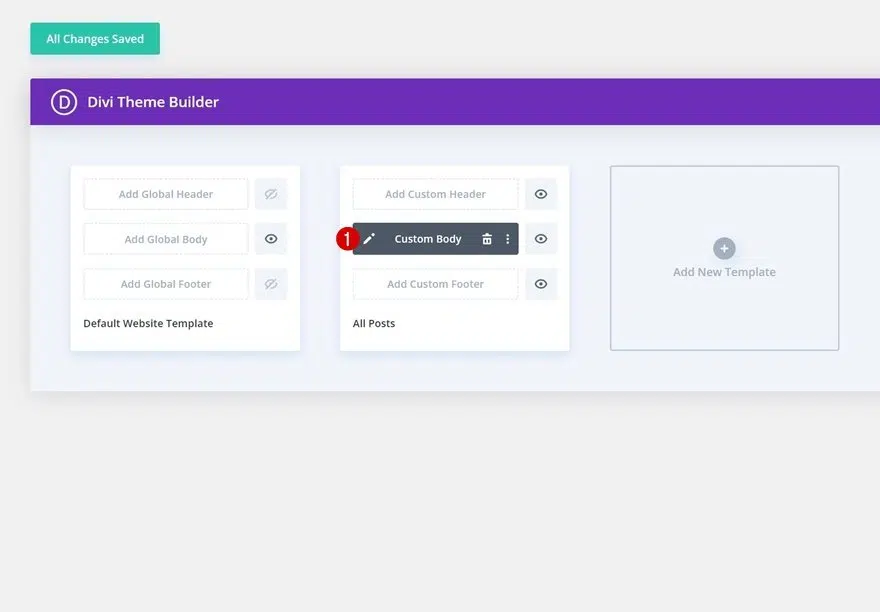 All Changes Saved
D Divi Theme Builder
Add Global Header
Add Global Body
Add Global Footer
Default Website Template
Add Custom Header
1 Custom Body
Add Custom Footer
All Posts
Add New Template